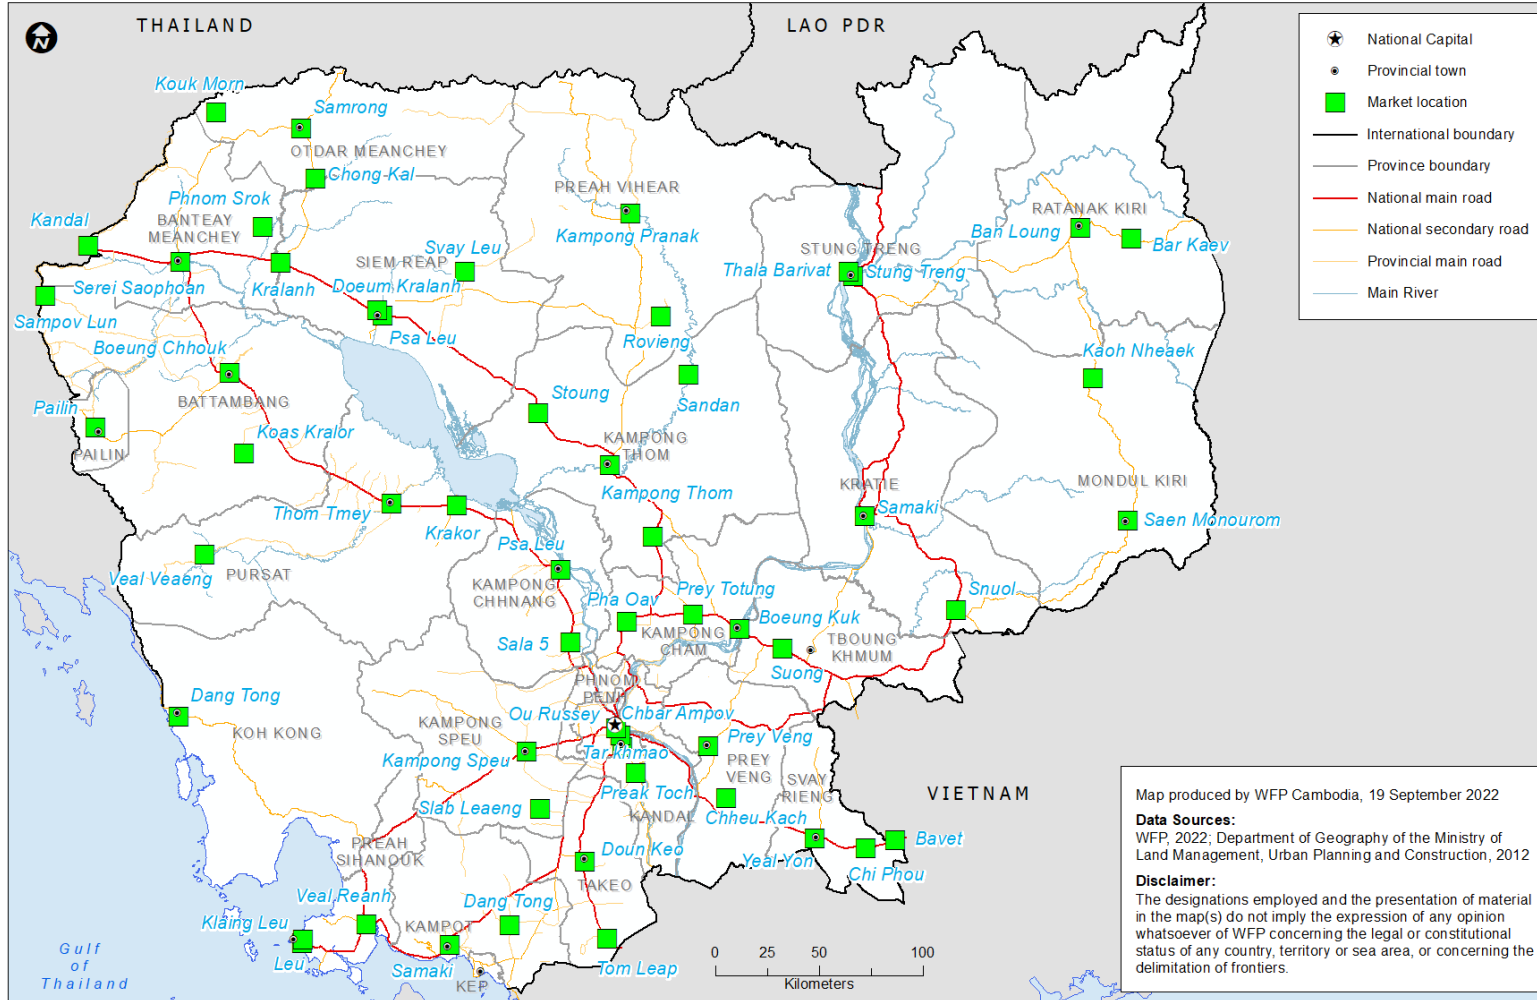 THAILAND
LAO PDR
N
National Capital
Provincial town
Market location
International boundary
Province boundary
National main road
National secondary road
Provincial main road
Main River
Kouk Morn
Samrong
OTDAR MEANCHEY
Chong Kal
Phnom Srok
PREAH VIHEAR
Kandal
BANTEAY
MEANCHEY
Kampong Pranak
RATANAK KIRI
Ban Loung
Bar Kaev
Svay Leu
SIEM REAP
STUNG TRENG
Thala Barivat
Stung Treng
Serei Saophoan
Kralanh
Doeum Kralanh
Sampov Lun
Psa Leu
Rovieng
Boeung Chhouk
Kaoh Nheaek
BATTAMBANG
Stoung
Sandan
Pailin
PAILIN
Koas Kralor
KAMPONG
THOM
Kampong Thom
KRATIE
MONDUL KIRI
Thom Tmey
Krakor
Samaki
Saen Monourom
Psa Leu
Veal Veaeng
PURSAT
KAMPONG
CHHNANG
Pha Oav
Prey Totung
Snuol
Boeung Kuk
KAMPONG
CHAM
TBOUNG
KHMUM
Sala 5
Suong
PHNOM
PENH
Dang Tong
KOH KONG
KAMPONG
SPEU
Ou Russey
Chbar Ampov
Kampong Speu
Tar khmao
Prey Veng
PREY
VENG
SVAY
RIENG
Preak Toch
VIETNAM
Slab Leaeng
KANDAL
Chheu Kach
PREAH
SIHANOUK
Doun Keo
Yeal Yon
Bavet
Chi Phou
TAKEO
Veal Reanh
Dang Tong
Klaing Leu
KAMPOT
Leu
Samaki
KEP
Tom Leap
Gulf
of
Thailand
0 25 50 100
Kilometers
Map produced by WFP Cambodia, 19 September 2022
Data Sources:
WFP, 2022; Department of Geography of the Ministry of
Land Management, Urban Planning and Construction, 2012
Disclaimer:
The designations employed and the presentation of material
in the map(s) do not imply the expression of any opinion
whatsoever of WFP concerning the legal or constitutional
status of any country, territory or sea area, or concerning the
delimitation of frontiers.